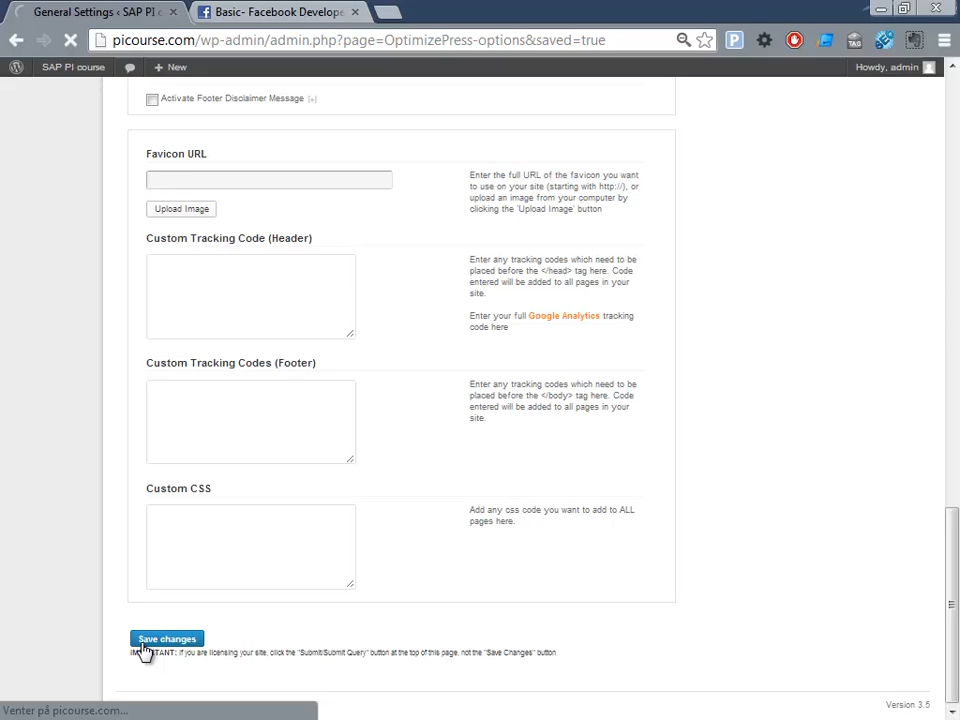 General Settings ‹ SAP PI c
Basic- Facebook Develope
picourse.com/wp-admin/admin.php?page=OptimizePress-options&saved=true
SAP PI course
+ New
Howdy, admin
Activate Footer Disclaimer Message [+]
Favicon URL
Enter the full URL of the favicon you want
to use on your site (starting with http://), or
upload an image from your computer by
clicking the 'Upload Image' button
Upload Image
Custom Tracking Code (Header)
Enter any tracking codes which need to be
placed before the </head> tag here. Code
entered will be added to all pages in your
site.
Enter your full Google Analytics tracking
code here
Custom Tracking Codes (Footer)
Enter any tracking codes which need to be
placed before the </body> tag here. Code
entered will be added to all pages in your
site.
Custom CSS
Add any css code you want to add to ALL
pages here.
Save changes
IMPORTANT: If you are licensing your site, click the "Submit/Submit Query" button at the top of this page, not the "Save Changes" button
Version 3.5
Venter på picourse.com...